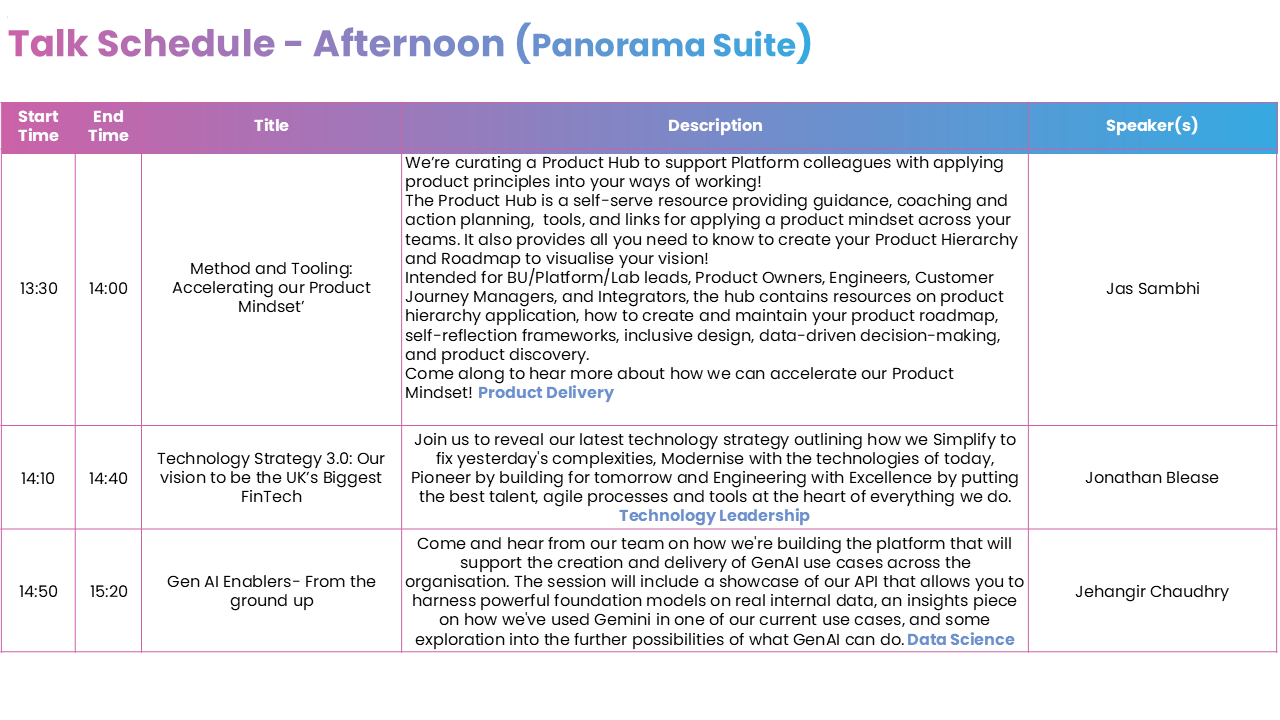 Talk Schedule - Afternoon (Panorama Suite)
Start Time
End Time
Title
Description
Speaker(s)
13:30
14:00
Method and Tooling:
Accelerating our Product
Mindset’
We’re curating a Product Hub to support Platform colleagues with applying
product principles into your ways of working!
The Product Hub is a self-serve resource providing guidance, coaching and
action planning,  tools, and links for applying a product mindset across your
teams. It also provides all you need to know to create your Product Hierarchy
and Roadmap to visualise your vision!
Intended for BU/Platform/Lab leads, Product Owners, Engineers, Customer
Journey Managers, and Integrators, the hub contains resources on product
hierarchy application, how to create and maintain your product roadmap,
self-reflection frameworks, inclusive design, data-driven decision-making,
and product discovery.
Come along to hear more about how we can accelerate our Product
Mindset! Product Delivery
Jas Sambhi
14:10
14:40
Technology Strategy 3.0: Our
vision to be the UK’s Biggest
FinTech
Join us to reveal our latest technology strategy outlining how we Simplify to
fix yesterday's complexities, Modernise with the technologies of today,
Pioneer by building for tomorrow and Engineering with Excellence by putting
the best talent, agile processes and tools at the heart of everything we do.
Technology Leadership
Jonathan Blease
14:50
15:20
Gen AI Enablers- From the
ground up
Come and hear from our team on how we're building the platform that will
support the creation and delivery of GenAI use cases across the
organisation. The session will include a showcase of our API that allows you to
harness powerful foundation models on real internal data, an insights piece
on how we've used Gemini in one of our current use cases, and some
exploration into the further possibilities of what GenAI can do. Data Science
Jehangir Chaudhry